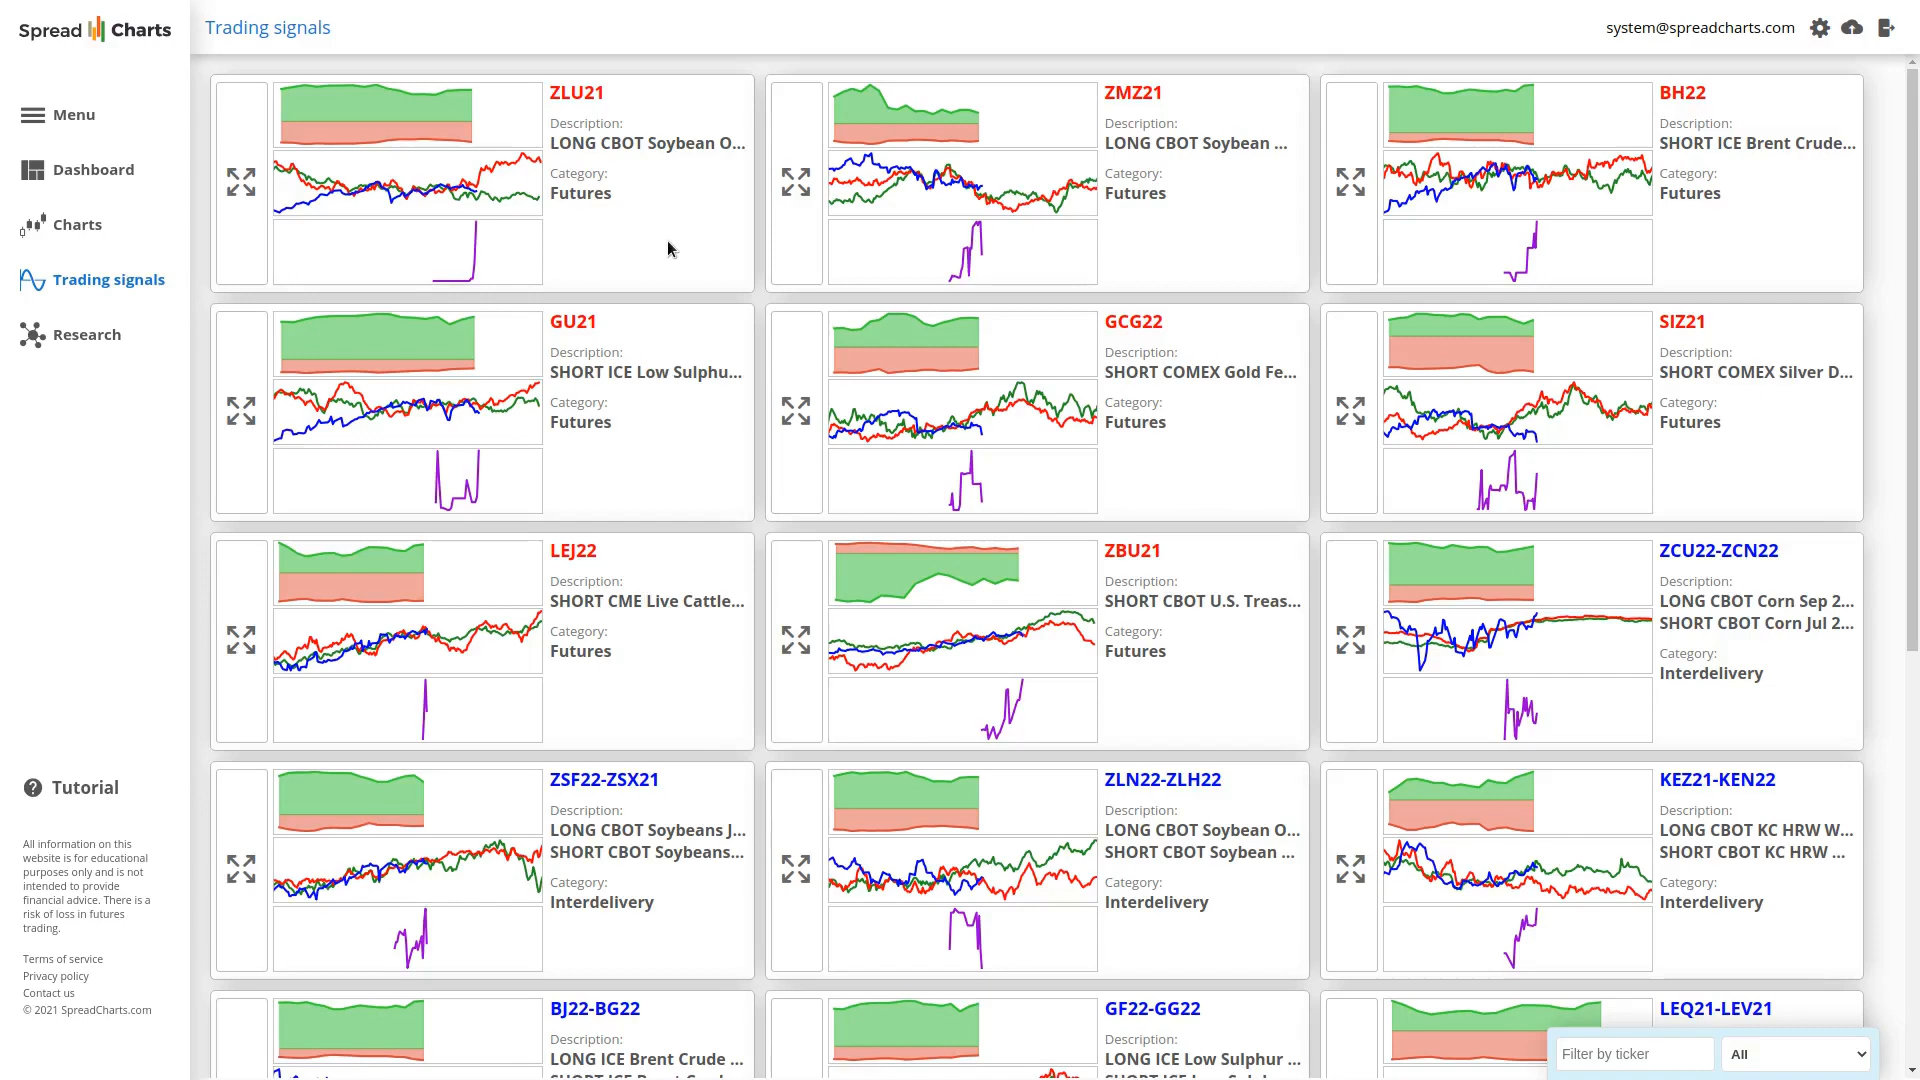 Spread Charts
Trading signals
system@spreadcharts.com
Menu
Dashboard
Charts
Trading signals
Research
Tutorial
All information on this
website is for educational
purposes only and is not
intended to provide
financial advice. There is a
risk of loss in futures
trading.
Terms of service
Privacy policy
Contact us
© 2021 SpreadCharts.com
ZLU21
Description:
LONG CBOT Soybean O...
Category:
Futures
ZMZ21
Description:
LONG CBOT Soybean ...
Category:
Futures
BH22
Description:
SHORT ICE Brent Crude...
Category:
Futures
GU21
Description:
SHORT ICE Low Sulphu...
Category:
Futures
GCG22
Description:
SHORT COMEX Gold Fe...
Category:
Futures
SIZ21
Description:
SHORT COMEX Silver D...
Category:
Futures
LEJ22
Description:
SHORT CME Live Cattle...
Category:
Futures
ZBU21
Description:
SHORT CBOT U.S. Treas...
Category:
Futures
ZCU22-ZCN22
Description:
LONG CBOT Corn Sep 2...
SHORT CBOT Corn Jul 2...
Category:
Interdelivery
ZSF22-ZSX21
Description:
LONG CBOT Soybeans J...
SHORT CBOT Soybeans...
Category:
Interdelivery
ZLN22-ZLH22
Description:
LONG CBOT Soybean O...
SHORT CBOT Soybean ...
Category:
Interdelivery
KEZ21-KEN22
Description:
LONG CBOT KC HRW W...
SHORT CBOT KC HRW ...
Category:
Interdelivery
BJ22-BG22
Description:
LONG ICE Brent Crude ...
GF22-GG22
Description:
LONG ICE Low Sulphur ...
LEQ21-LEV21
Filter by ticker
All